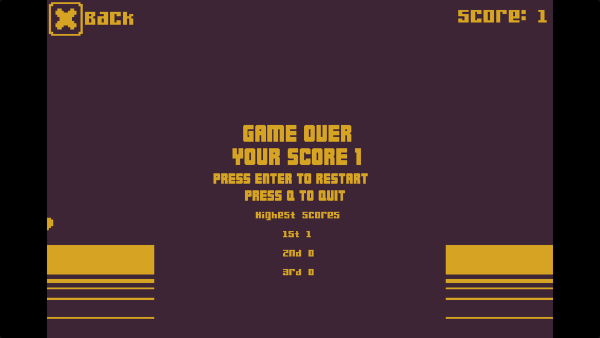 Back
Score: 1
GAME OVER
YOUR SCORE 1
PRESS ENTER TO RESTART
PRESS Q TO QUIT
Highest Scores
1st 1
2nd 0
3rd 0